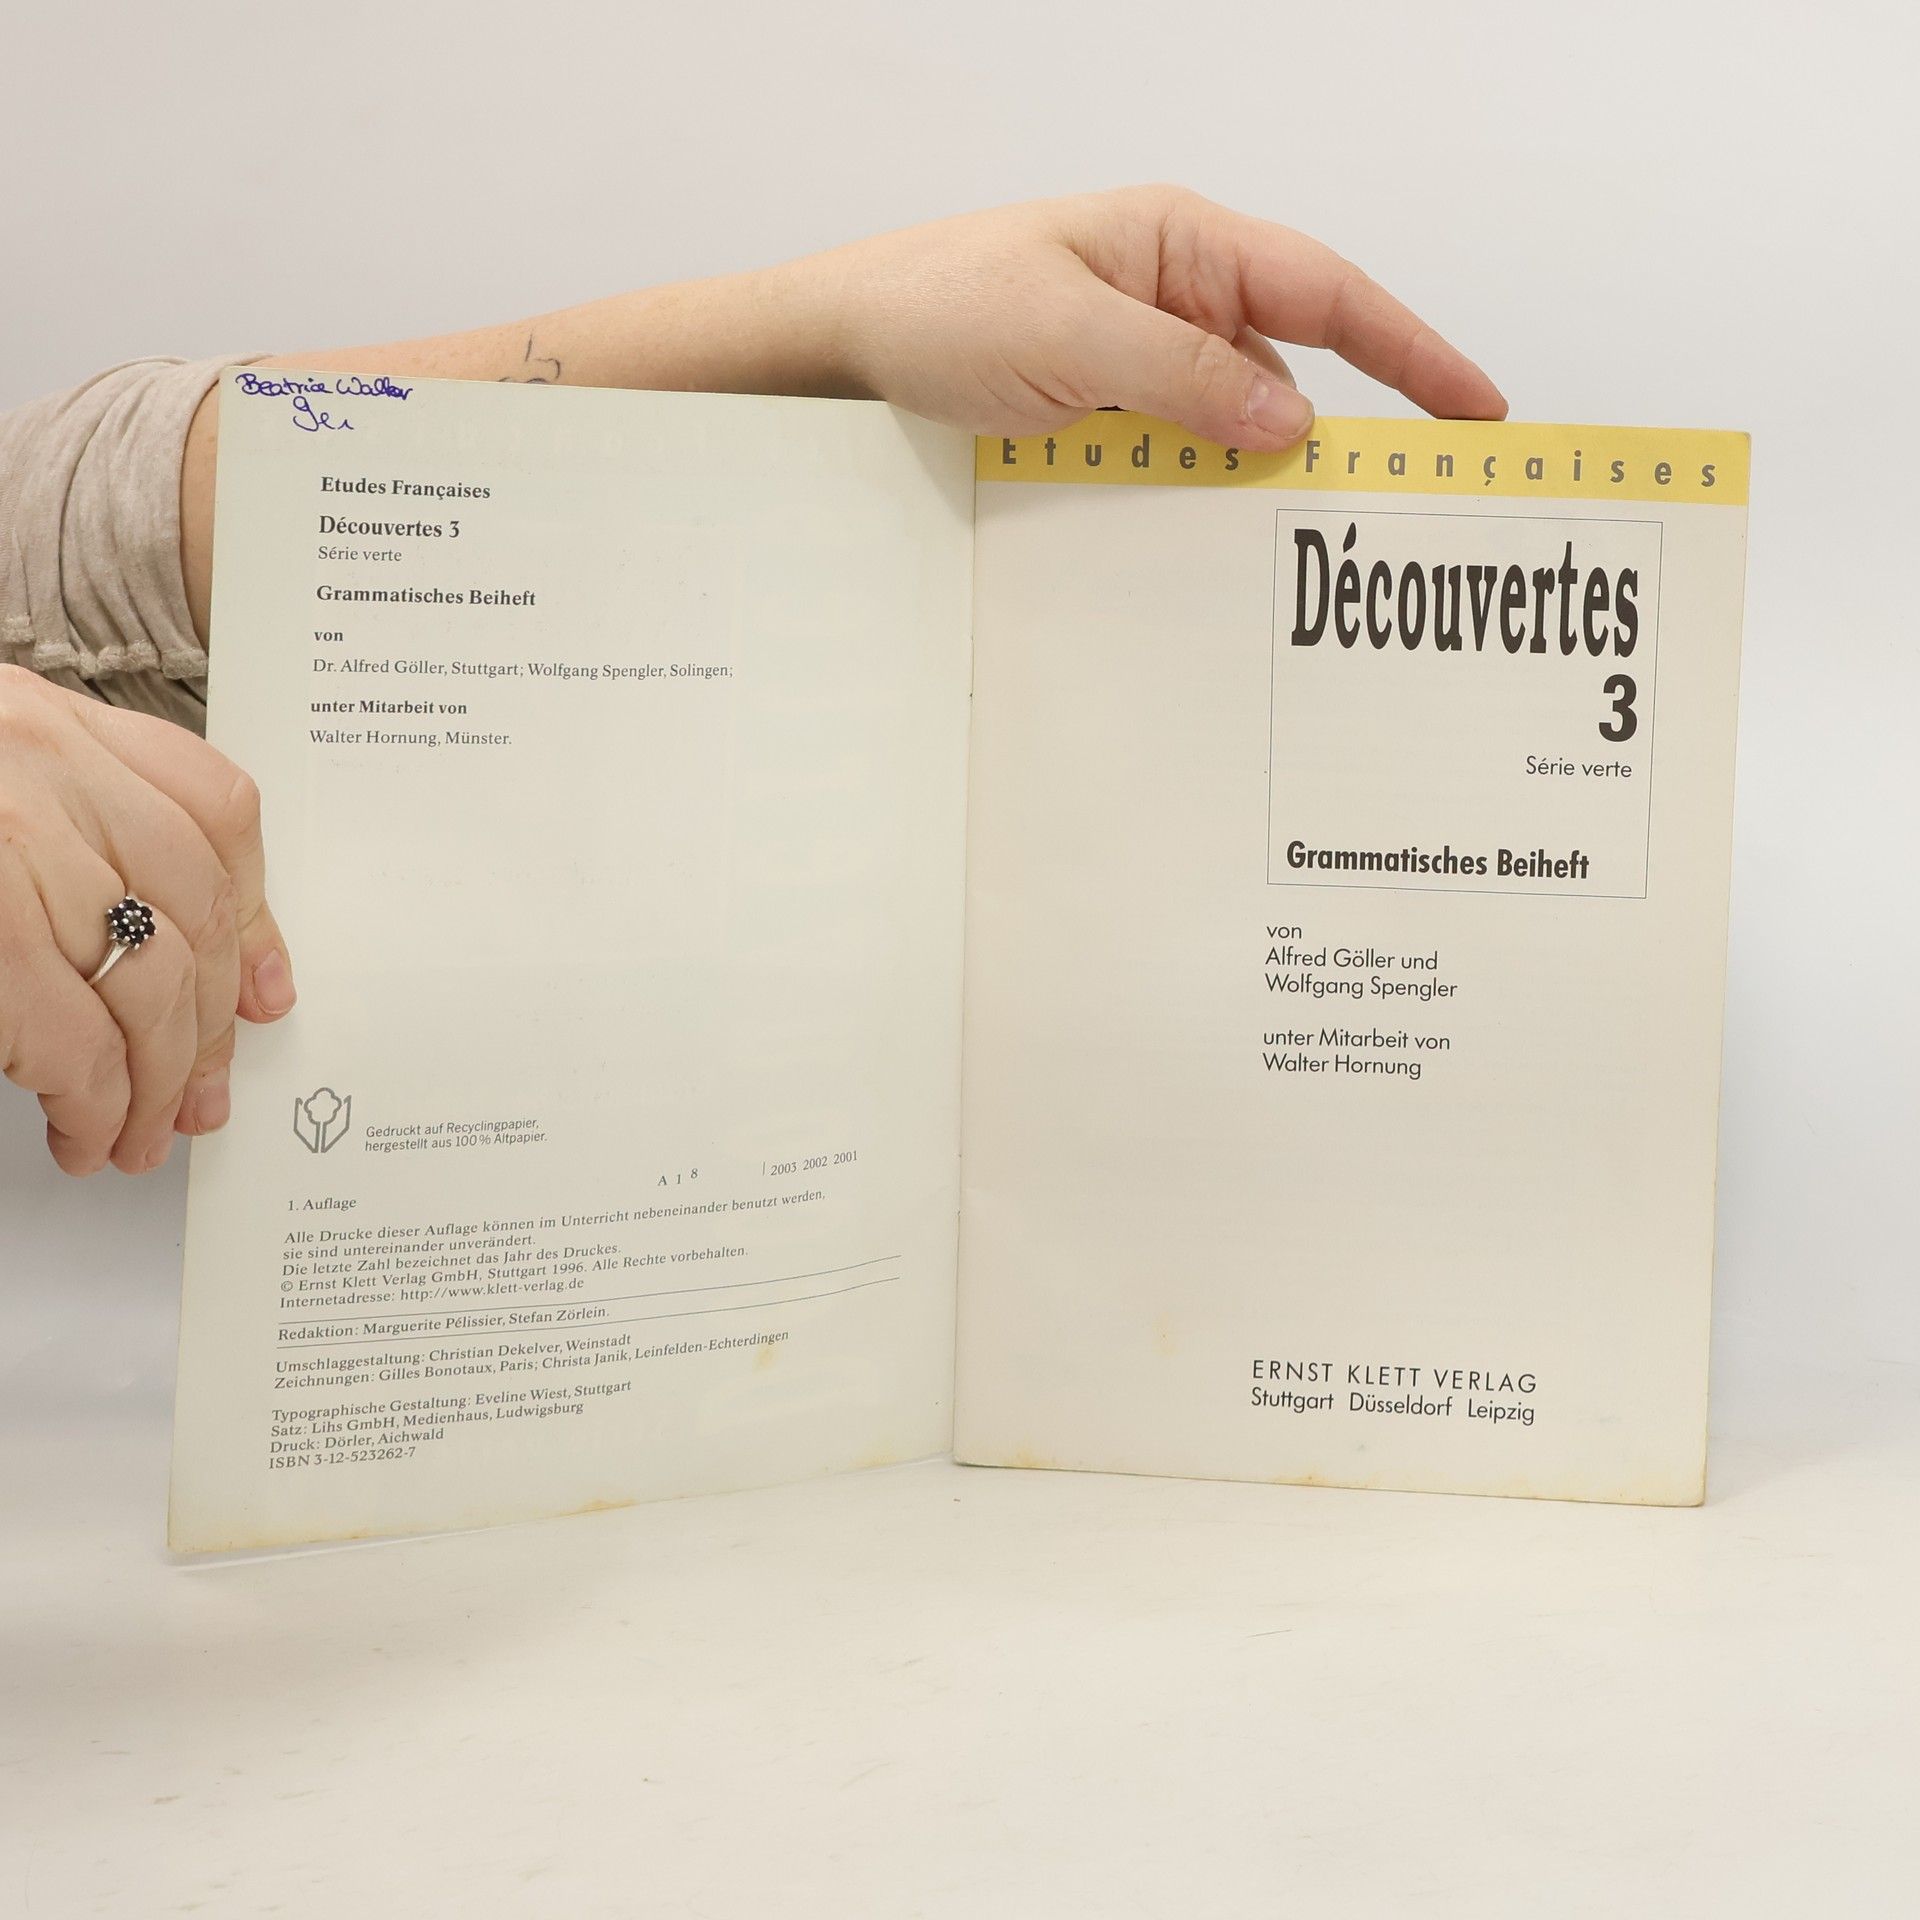 Beatrice Walker
9e1
Etudes Françaises
Découvertes 3
Série verte
Grammatisches Beiheft
von
Dr. Alfred Göller, Stuttgart; Wolfgang Spengler, Solingen;
unter Mitarbeit von
Walter Hornung, Münster.
Gedruckt auf Recyclingpapier,
hergestellt aus 100% Altpapier.
1. Auflage A 1 8 | 2003 2002 2001
Alle Drucke dieser Auflage können im Unterricht nebeneinander benutzt werden,
sie sind untereinander unverändert.
Die letzte Zahl bezeichnet das Jahr des Druckes.
© Ernst Klett Verlag GmbH, Stuttgart 1996. Alle Rechte vorbehalten.
Internetadresse: http://www.klett-verlag.de
Redaktion: Marguerite Pélissier, Stefan Zörlein.
Umschlaggestaltung: Christian Dekelver, Weinstadt
Zeichnungen: Gilles Bonotaux, Paris; Christa Janik, Leinfelden-Echterdingen
Typographische Gestaltung: Eveline Wiest, Stuttgart
Satz: Lihs GmbH, Medienhaus, Ludwigsburg
Druck: Dörler, Aichwald
ISBN 3-12-523262-7
Etudes Françaises
Découvertes
3
Série verte
Grammatisches Beiheft
von
Alfred Göller und
Wolfgang Spengler
unter Mitarbeit von
Walter Hornung
ERNST KLETT VERLAG
Stuttgart Düsseldorf Leipzig